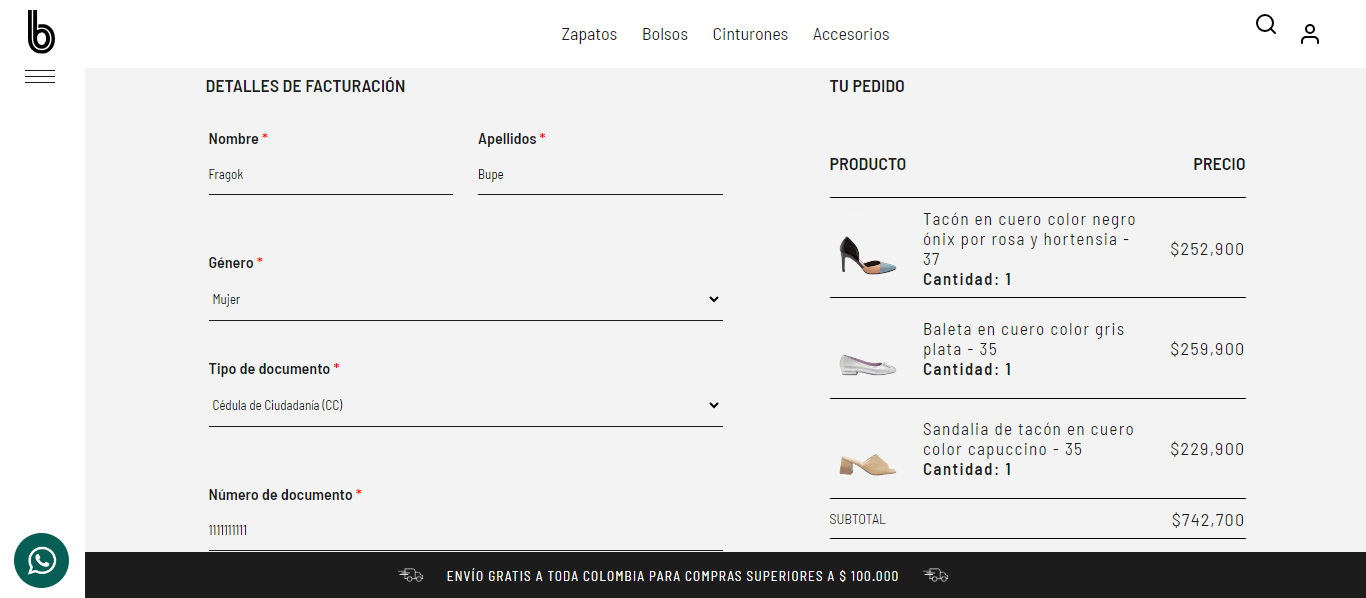 b
Zapatos Bolsos Cinturones Accesorios
DETALLES DE FACTURACIÓN
Nombre * Apellidos *
Fragok Bupe
Género *
Mujer
Tipo de documento *
Cédula de Ciudadanía (CC)
Número de documento *
1111111111
TU PEDIDO
PRODUCTO PRECIO
Tacón en cuero color negro
ónix por rosa y hortensia -
37
Cantidad: 1
$252,900
Baleta en cuero color gris
plata - 35
Cantidad: 1
$259,900
Sandalia de tacón en cuero
color capuccino - 35
Cantidad: 1
$229,900
SUBTOTAL $742,700
ENVÍO GRATIS A TODA COLOMBIA PARA COMPRAS SUPERIORES A $ 100.000